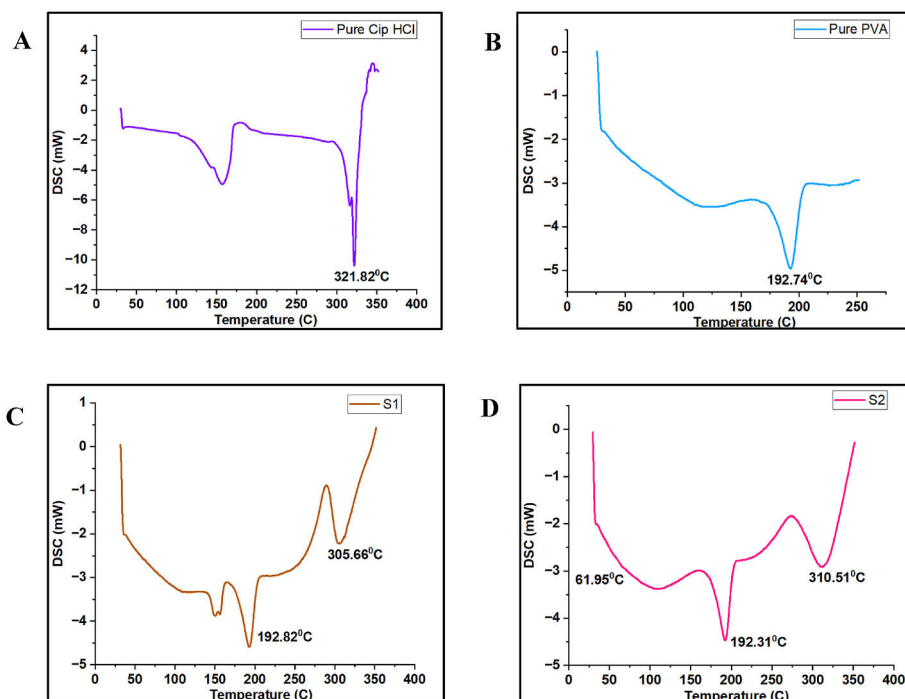 A
Pure Cip HCl
4
2
0
−2
−4
−6
−8
−10
−12
DSC (mW)
321.82⁰C
0 50 100 150 200 250 300 350 400
Temperature (C)
B
Pure PVA
0
−1
−2
−3
−4
−5
DSC (mW)
192.74⁰C
0 50 100 150 200 250
Temperature (C)
C
S1
1
0
−1
−2
−3
−4
−5
DSC (mW)
305.66⁰C
192.82⁰C
0 50 100 150 200 250 300 350 400
Temperature (C)
D
S2
0
−1
−2
−3
−4
−5
DSC (mW)
61.95⁰C
310.51⁰C
192.31⁰C
0 50 100 150 200 250 300 350 400
Temperature (C)